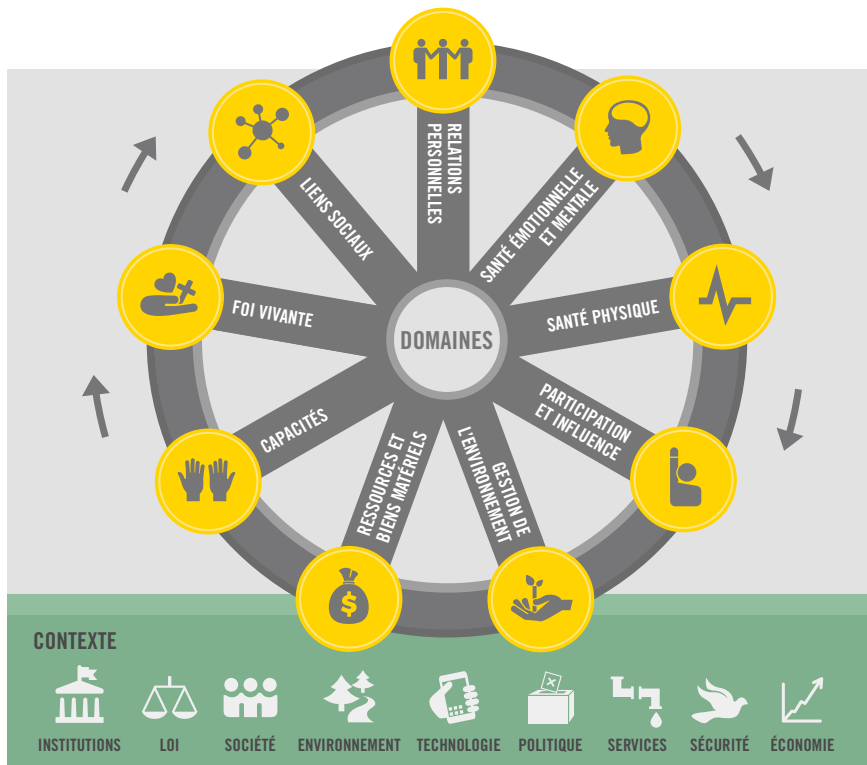 RELATIONS
PERSONNELLES
SANTÉ ÉMOTIONNELLE
ET MENTALE
SANTÉ PHYSIQUE
PARTICIPATION
ET INFLUENCE
GESTION DE
L'ENVIRONNEMENT
RESSOURCES ET
BIENS MATÉRIELS
CAPACITÉS
FOI VIVANTE
LIENS SOCIAUX
DOMAINES
$
CONTEXTE
INSTITUTIONS
LOI
SOCIÉTÉ
ENVIRONNEMENT
TECHNOLOGIE
POLITIQUE
SERVICES
SÉCURITÉ
ÉCONOMIE